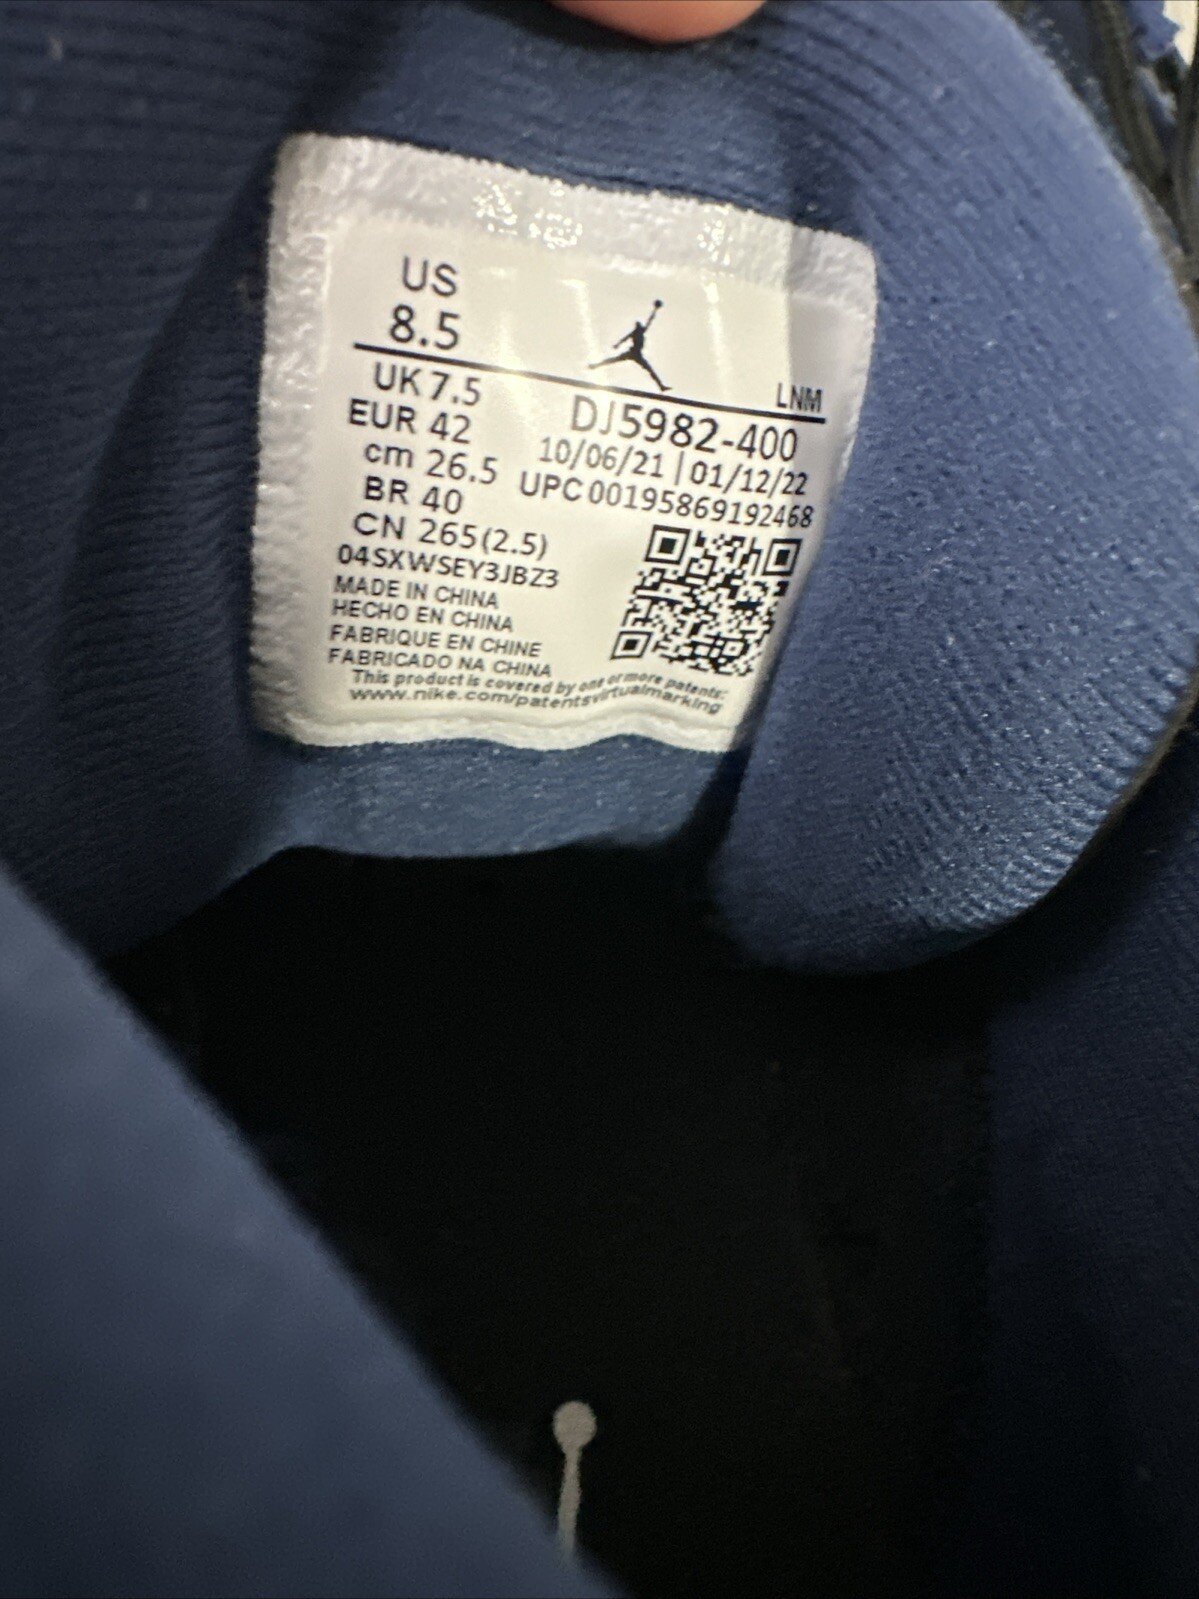 US
8.5
LNM
UK 7.5
DJ5982-400
EUR 42
10/06/21 | 01/12/22
cm 26.5
UPC 00195869192468
BR 40
CN 265(2.5)
04SXWSEY3JBZ3
MADE IN CHINA
HECHO EN CHINA
FABRIQUE EN CHINE
FABRICADO NA CHINA
This product is covered by one or more patents:
www.nike.com/patentsvirtualmarking